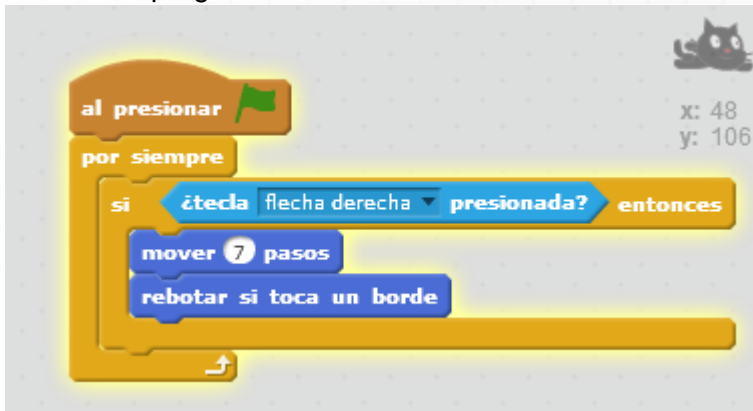 al presionar
x: 48
y: 106
por siempre
si ¿tecla flecha derecha presionada? entonces
mover 7 pasos
rebotar si toca un borde